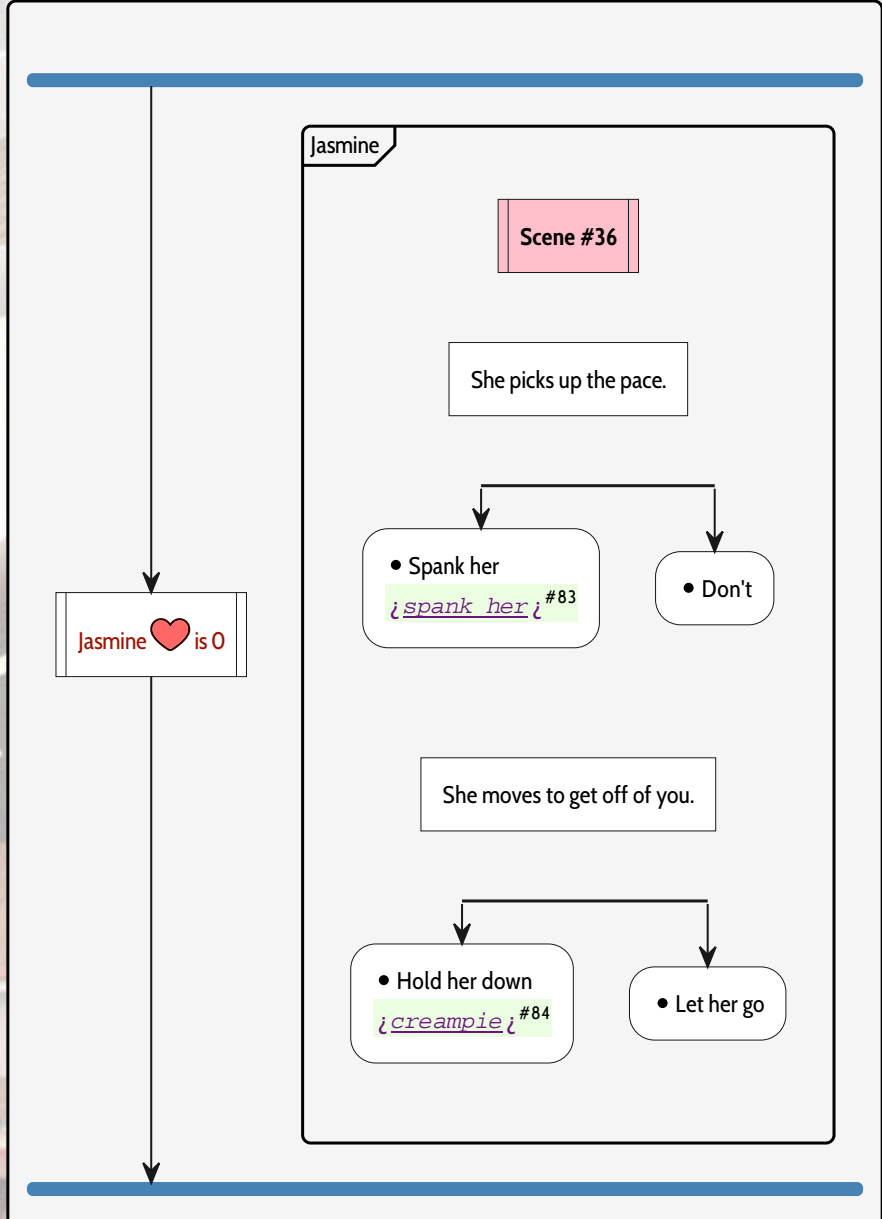 Jasmine
Scene #36
She picks up the pace.
• Spank her
¿spank her¿#83
• Don't
Jasmine is 0
She moves to get off of you.
• Hold her down
¿creampie¿#84
• Let her go